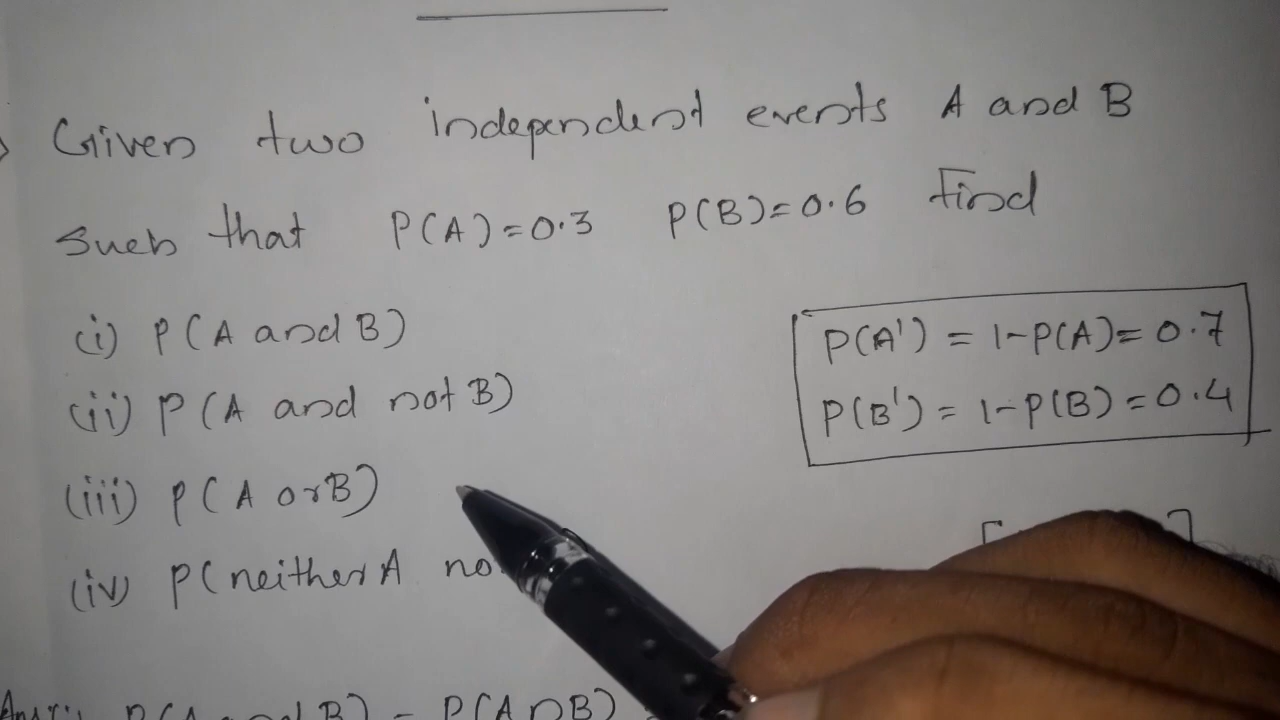 Given two independent events A and B
Such that P(A)=0.3 P(B)=0.6 Find
(i) P(A and B)
(ii) P(A and not B)
(iii) P(A or B)
(iv) P(neither A
P(A') = 1-P(A)= 0.7
P(B') = 1-P(B) = 0.4
P(A and B) = P(A∩B)